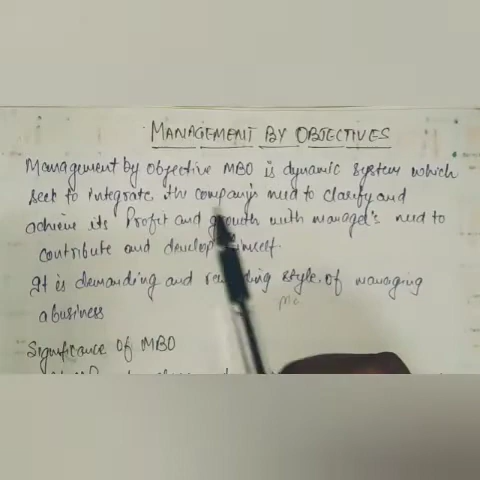 MANAGEMENT BY OBJECTIVES
Management by objective MBO is dynamic system which
seek to integrate the company's need to clarify and
achieve its Profit and growth with manager's need to
contribute and develop himself.
It is demanding and rewarding style of managing
a business
Significance of MBO